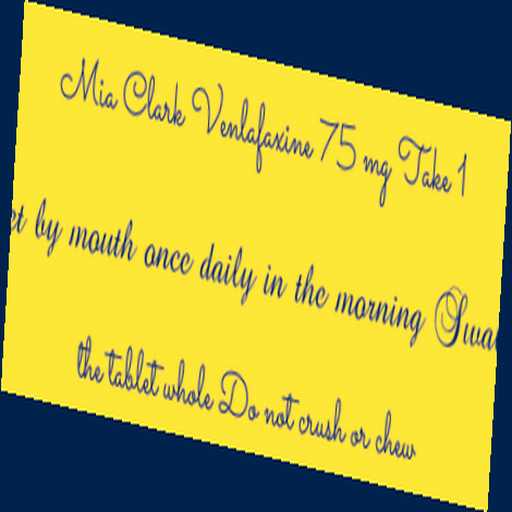 Mia Clark Venlafaxine 75 mg Take 1
by mouth once daily in the morning
the tablet whole Do not crush or chew